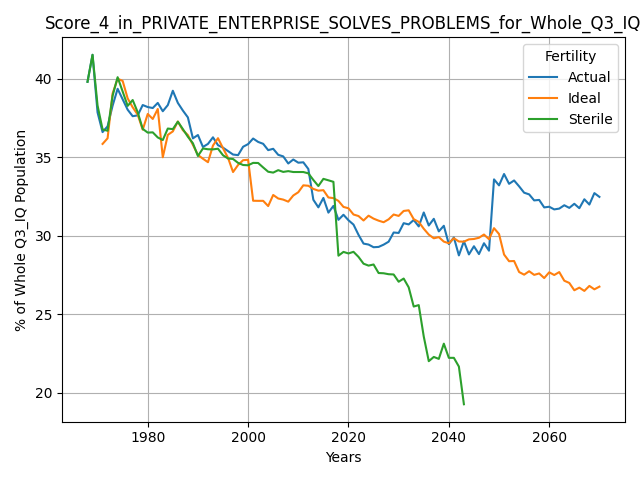 Score_4_in_PRIVATE_ENTERPRISE_SOLVES_PROBLEMS_for_Whole_Q3_IQ
Fertility
Actual
Ideal
Sterile
% of Whole Q3_IQ Population
40
35
30
25
20
1980
2000
2020
2040
2060
Years